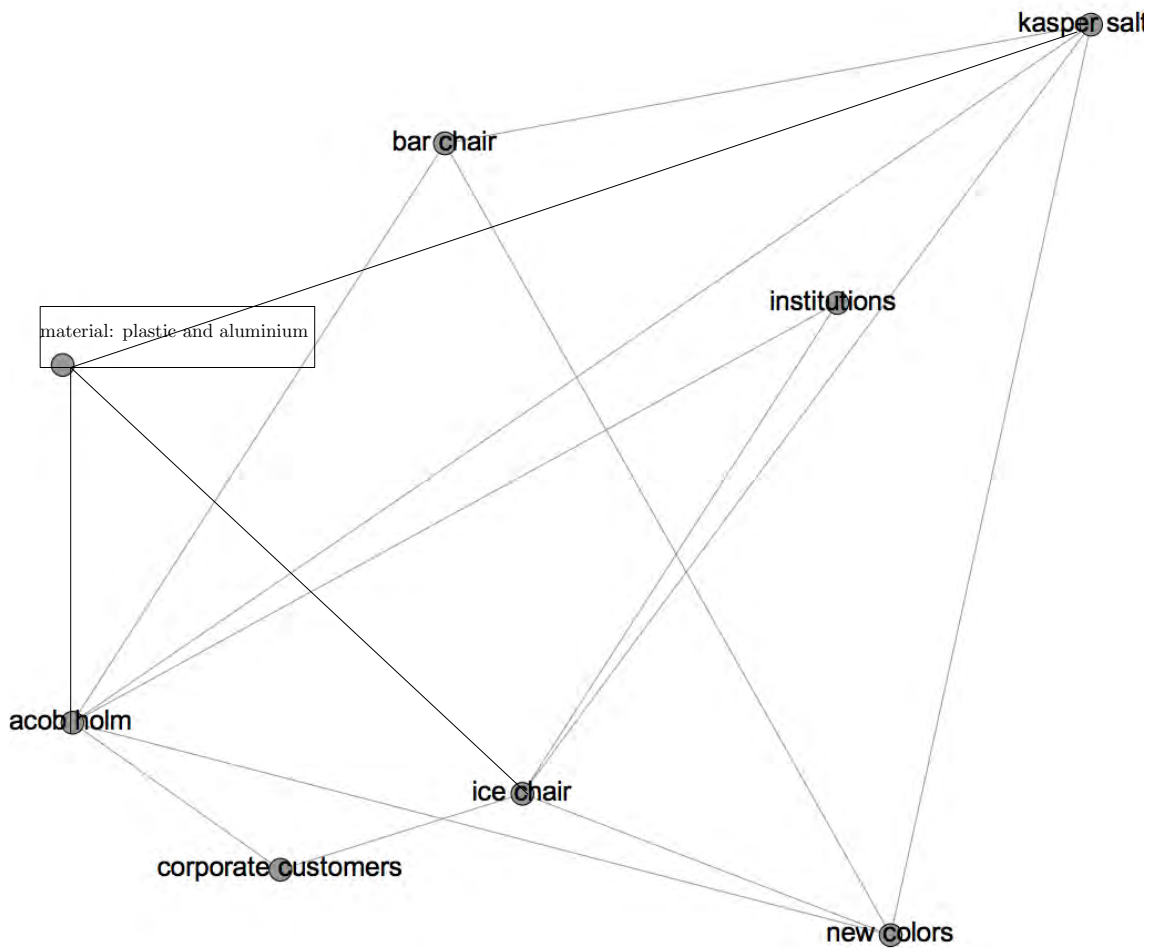 kasper salt
bar chair
institutions
material: plastic and aluminium
acob holm
ice chair
corporate customers
new colors